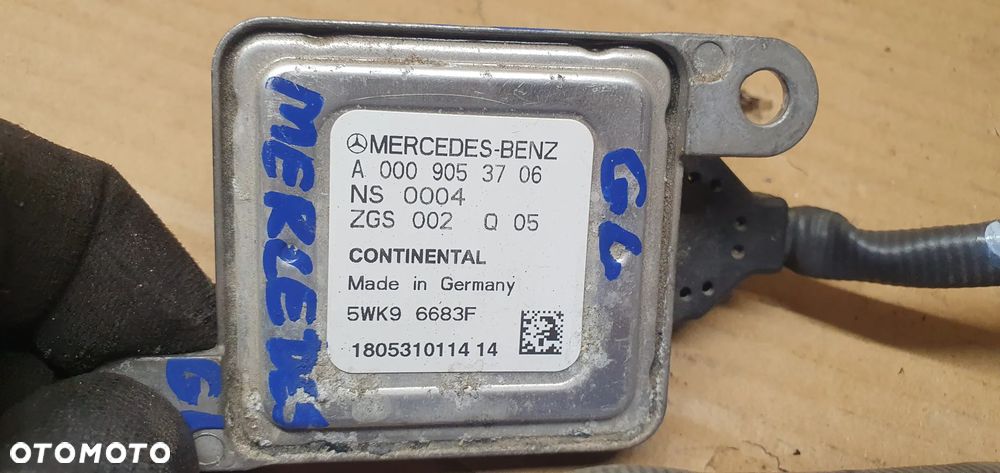 MERCEDES-BENZ
A 000 905 37 06
NS 0004
ZGS 002 Q 05
CONTINENTAL
Made in Germany
5WK9 6683F
1805310114 14
MERCEDES
GL
G
OTOMOTO